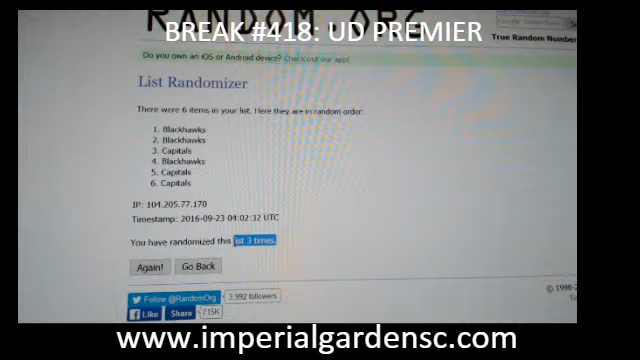 RANDOM.ORG
BREAK #418: UD PREMIER
True Random Number
Do you own an iOS or Android device? Check out our app!
List Randomizer
There were 6 items in your list. Here they are in random order:
1. Blackhawks
2. Blackhawks
3. Capitals
4. Blackhawks
5. Capitals
6. Capitals
IP: 104.205.77.170
Timestamp: 2016-09-23 04:02:32 UTC
You have randomized this list 3 times.
Again! Go Back
Follow @RandomOrg 3,992 followers
© 1998-2
Like Share 715K
www.imperialgardensc.com